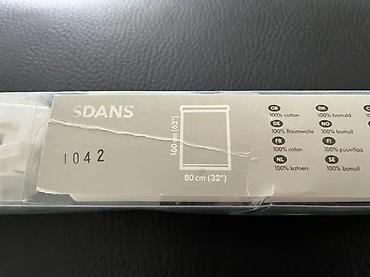 SDANS
160 cm (63")
80 cm (32")
1042
GB
100% coton
DE
100% Baumwolle
FR
100% coton
NL
100% katoen
DK
100% bomuld
NO
100% bomull
FI
100% puuvillaa
SE
100% bomull